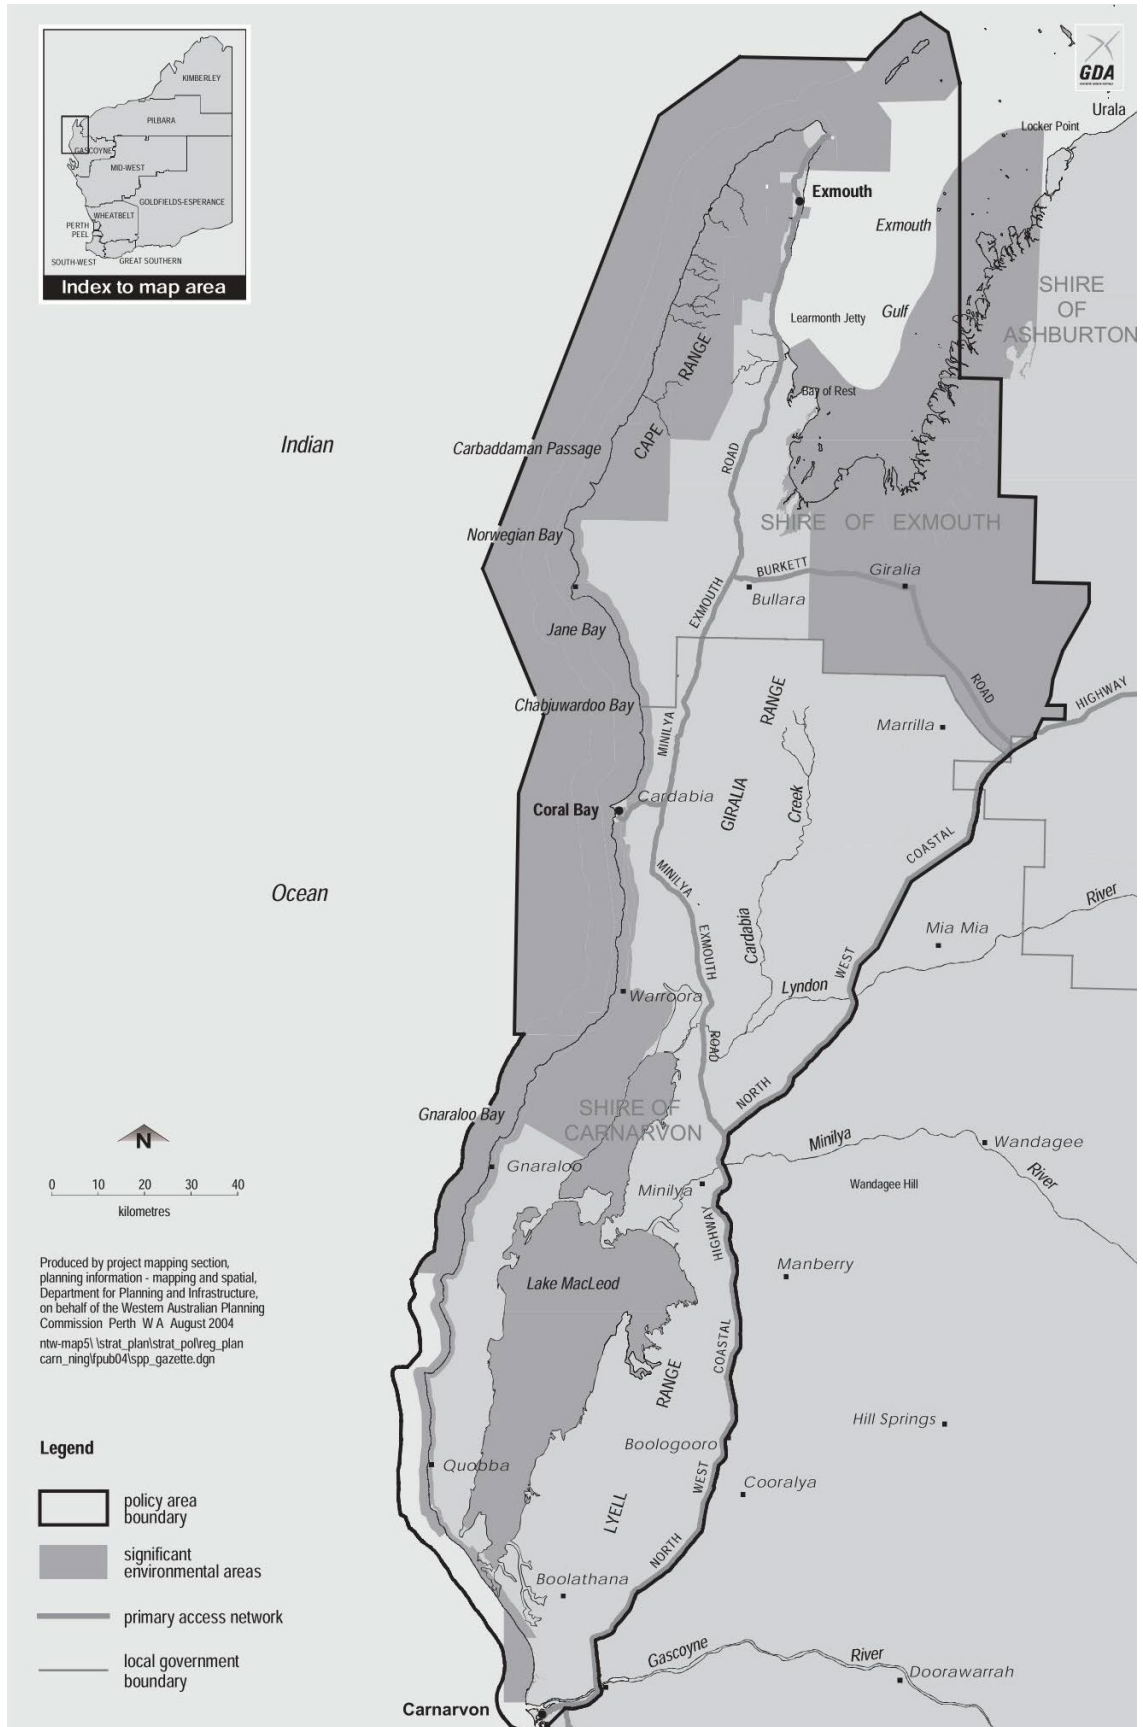 KIMBERLEY
PILBARA
GASCOYNE
MID-WEST
GOLDFIELDS-ESPERANCE
WHEATBELT
PERTH
PEEL
SOUTH-WEST
GREAT SOUTHERN
Index to map area
GDA
Urala
Locker Point
Exmouth
Exmouth
Gulf
Learmonth Jetty
SHIRE
OF
ASHBURTON
CAPE RANGE
Bay of Rest
Indian
Carbaddaman Passage
ROAD
Norwegian Bay
SHIRE OF EXMOUTH
BURKETT
Giralia
Bullara
EXMOUTH
Jane Bay
ROAD
HIGHWAY
Chabjuwardoo Bay
MINILYA
RANGE
Marrilla
Cardabia
Coral Bay
GIRALIA
Creek
COASTAL
MINILYA
Ocean
River
Mia Mia
Cardabia
EXMOUTH
WEST
Warroora
Lyndon
ROAD
NORTH
Gnaraloo Bay
SHIRE OF
CARNARVON
N
Minilya
Wandagee
River
Gnaraloo
Minilya
Wandagee Hill
0 10 20 30 40
kilometres
HIGHWAY
Manberry
Lake MacLeod
Produced by project mapping section,
planning information - mapping and spatial,
Department for Planning and Infrastructure,
on behalf of the Western Australian Planning
Commission Perth W A August 2004
ntw-map5\ \strat_plan\strat_pol\reg_plan
carn_ning\fpub04\spp_gazette.dgn
COASTAL
RANGE
Hill Springs
Boologooro
Quobba
WEST
Cooralya
LYELL
NORTH
Boolathana
Legend
policy area
boundary
significant
environmental areas
primary access network
local government
boundary
Gascoyne
River
Doorawarrah
Carnarvon